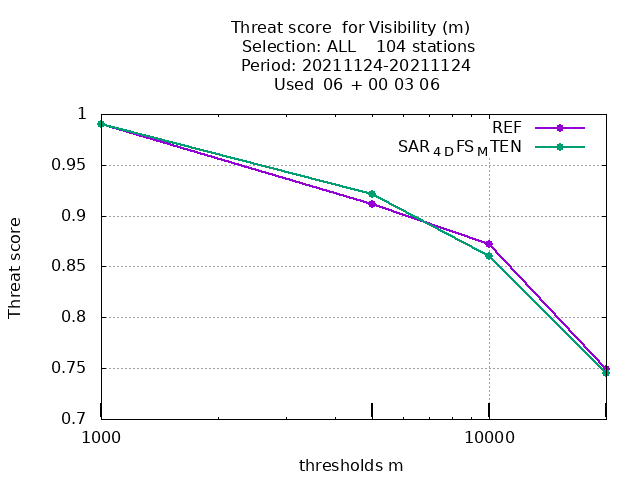 Threat score  for Visibility (m)
Selection: ALL    104 stations
Period: 20211124-20211124
Used  06 + 00 03 06
REF
SAR4DFSMTEN
1
0.95
0.9
0.85
0.8
0.75
0.7
Threat score
1000
10000
thresholds m